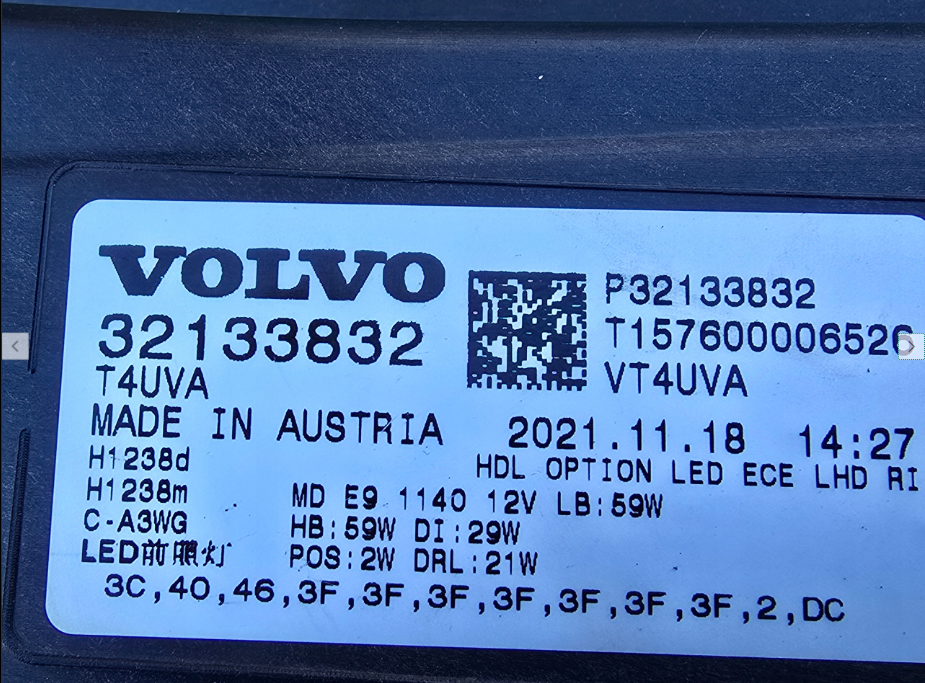 VOLVO
32133832
T4UVA
MADE IN AUSTRIA
P32133832
VT4UVA
2021.11.18 14:27
HDL OPTION LED ECE LHD RI
H1238d
H1238m
C-A3WG
LED前照灯
MD E9 1140 12V LB:59W
HB:59W DI:29W
POS:2W DRL:21W
3C,40,46,3F,3F,3F,3F,3F,3F,3F,2,DC